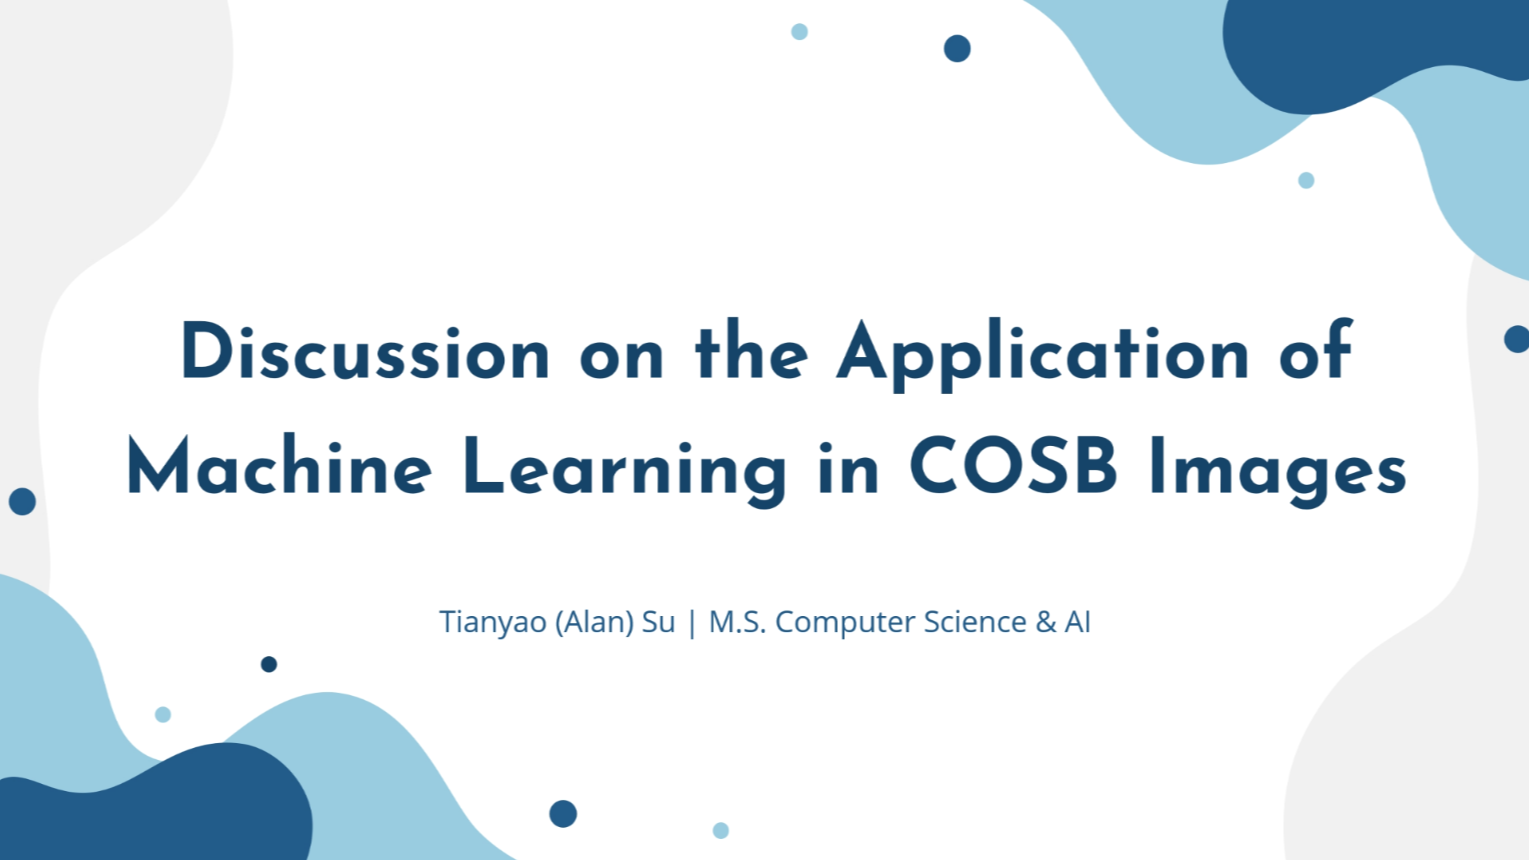 Discussion on the Application of
Machine Learning in COSB Images
Tianyao (Alan) Su | M.S. Computer Science & AI